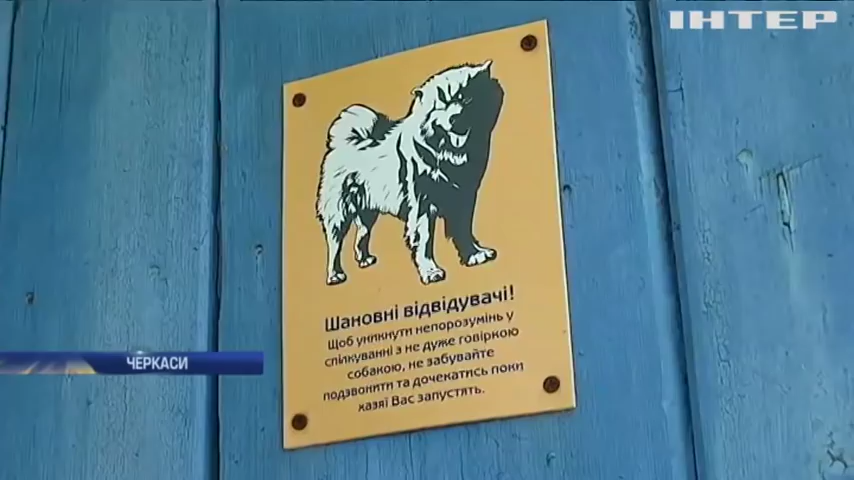 ІНТЕР
Шановні відвідувачі!
Щоб уникнути непорозумінь у
спілкуванні з не дуже говіркою
собакою, не забувайте
подзвонити та дочекатись поки
хазяї Вас запустять.
ЧЕРКАСИ